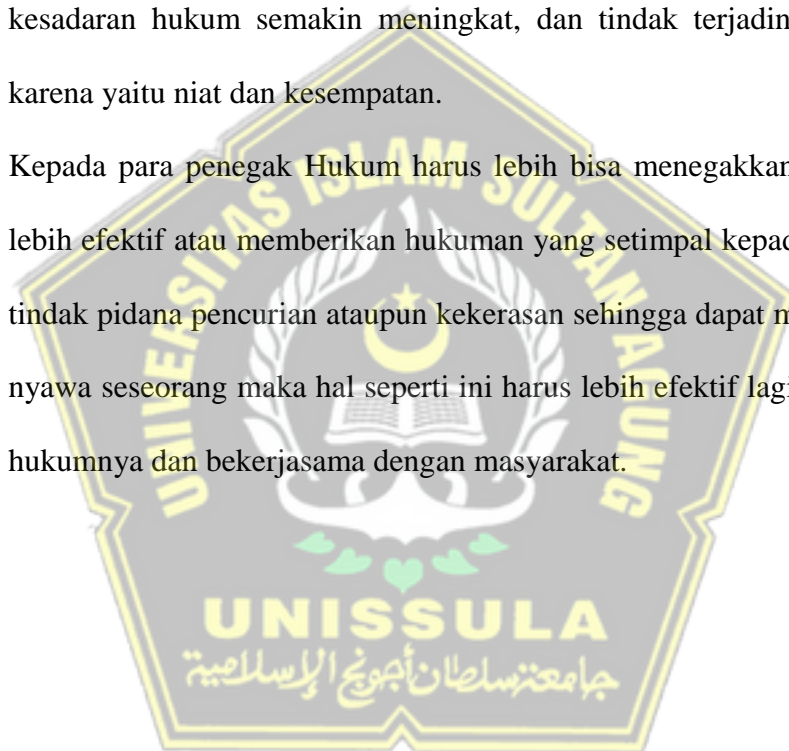 kesadaran hukum semakin meningkat, dan tindak terjadin
karena yaitu niat dan kesempatan.
Kepada para penegak Hukum harus lebih bisa menegakkan
lebih efektif atau memberikan hukuman yang setimpal kepad
tindak pidana pencurian ataupun kekerasan sehingga dapat m
nyawa seseorang maka hal seperti ini harus lebih efektif lagi
hukumnya dan bekerjasama dengan masyarakat.
UNIVERSITAS ISLAM SULTAN AGUNG
UNISSULA
جامعة سلطان أجونج الإسلامية